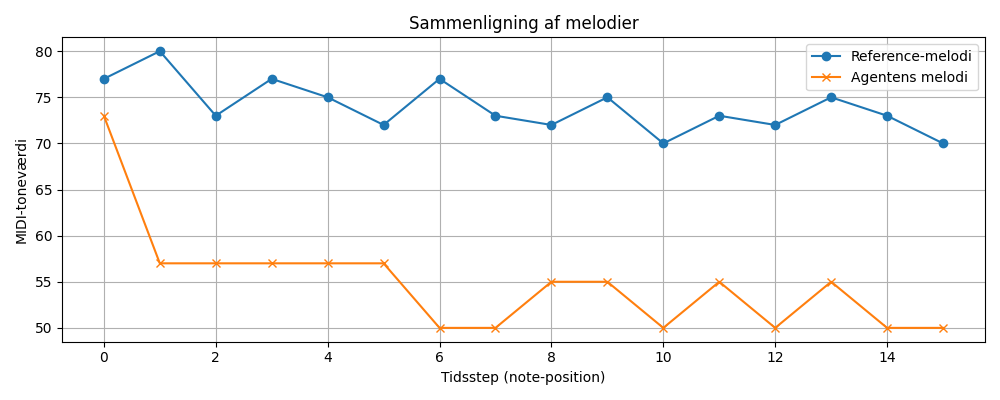 Sammenligning af melodier
Reference-melodi
Agentens melodi
MIDI-toneværdi
80
75
70
65
60
55
50
0 2 4 6 8 10 12 14
Tidsstep (note-position)